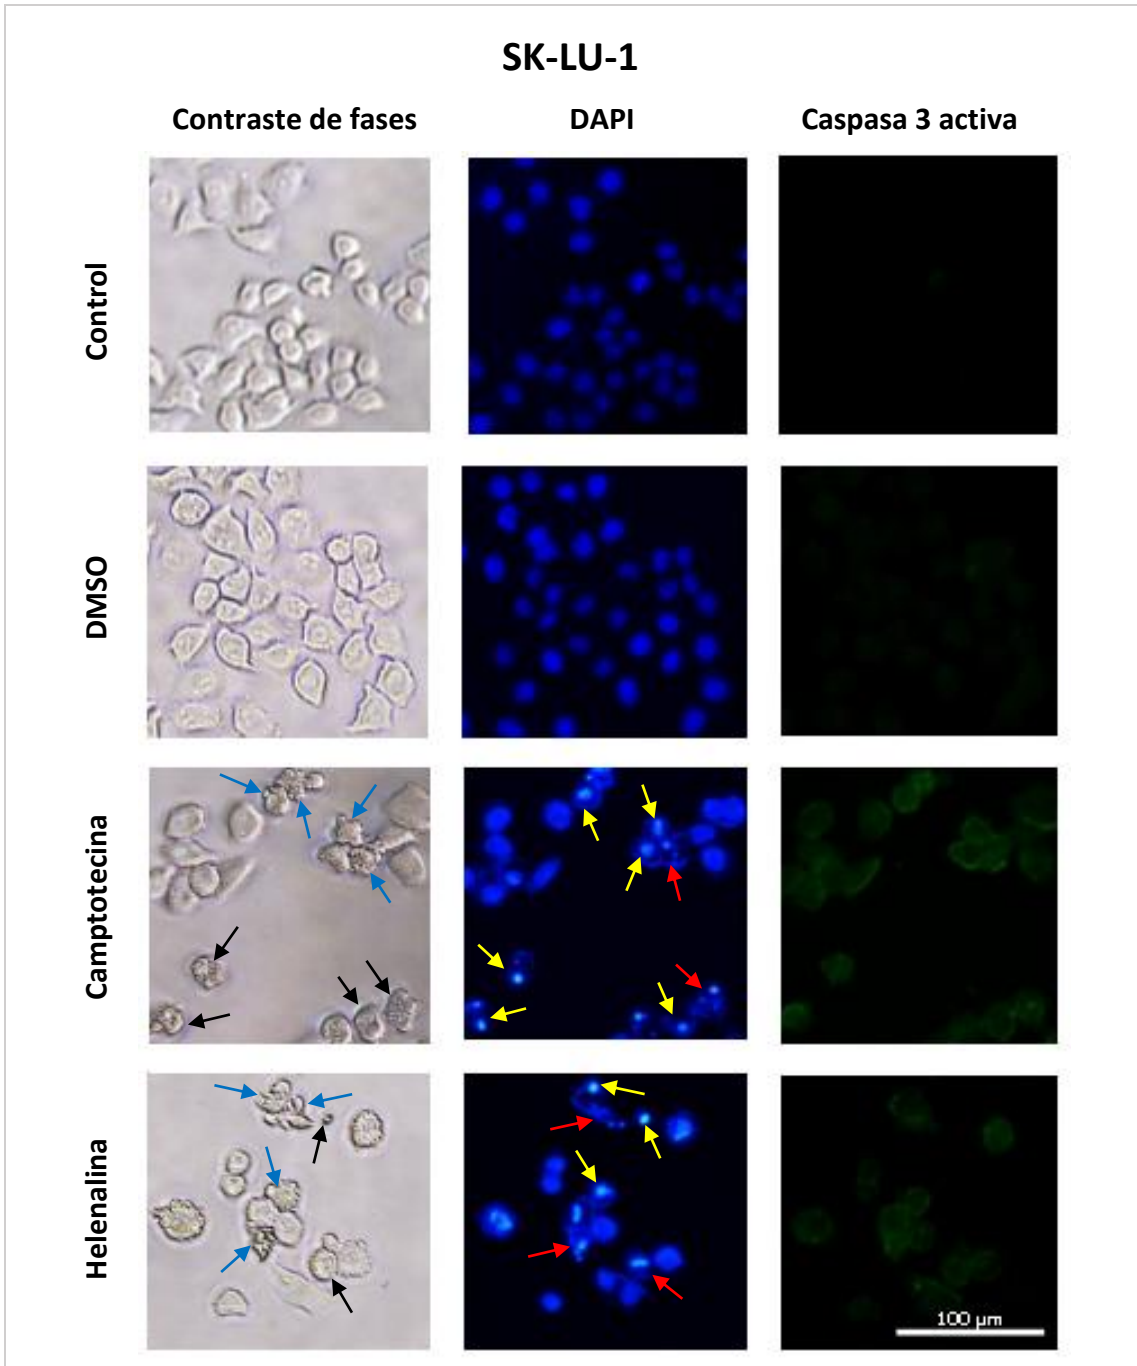 SK-LU-1
Contraste de fases DAPI Caspasa 3 activa
Control
DMSO
Camptotecina
Helenalina
100 µm